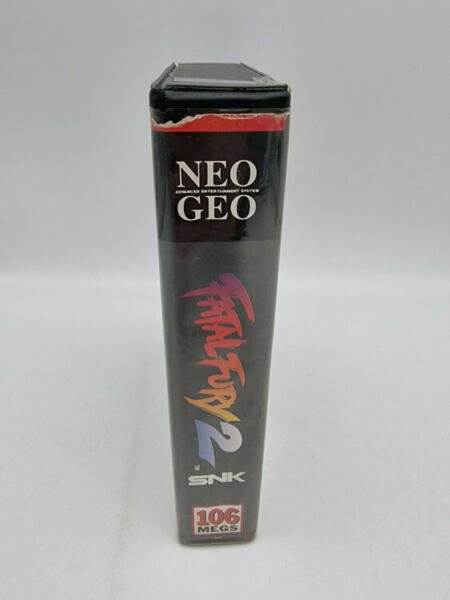 NEO
ADVANCED ENTERTAINMENT SYSTEM
GEO
FATAL FURY 2
SNK
106
MEGS